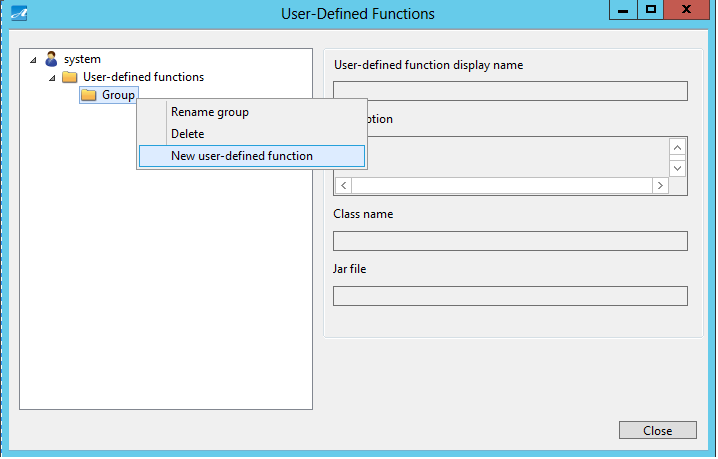 User-Defined Functions
system
User-defined functions
Group
Rename group
Delete
New user-defined function
User-defined function display name
ption
Class name
Jar file
Close